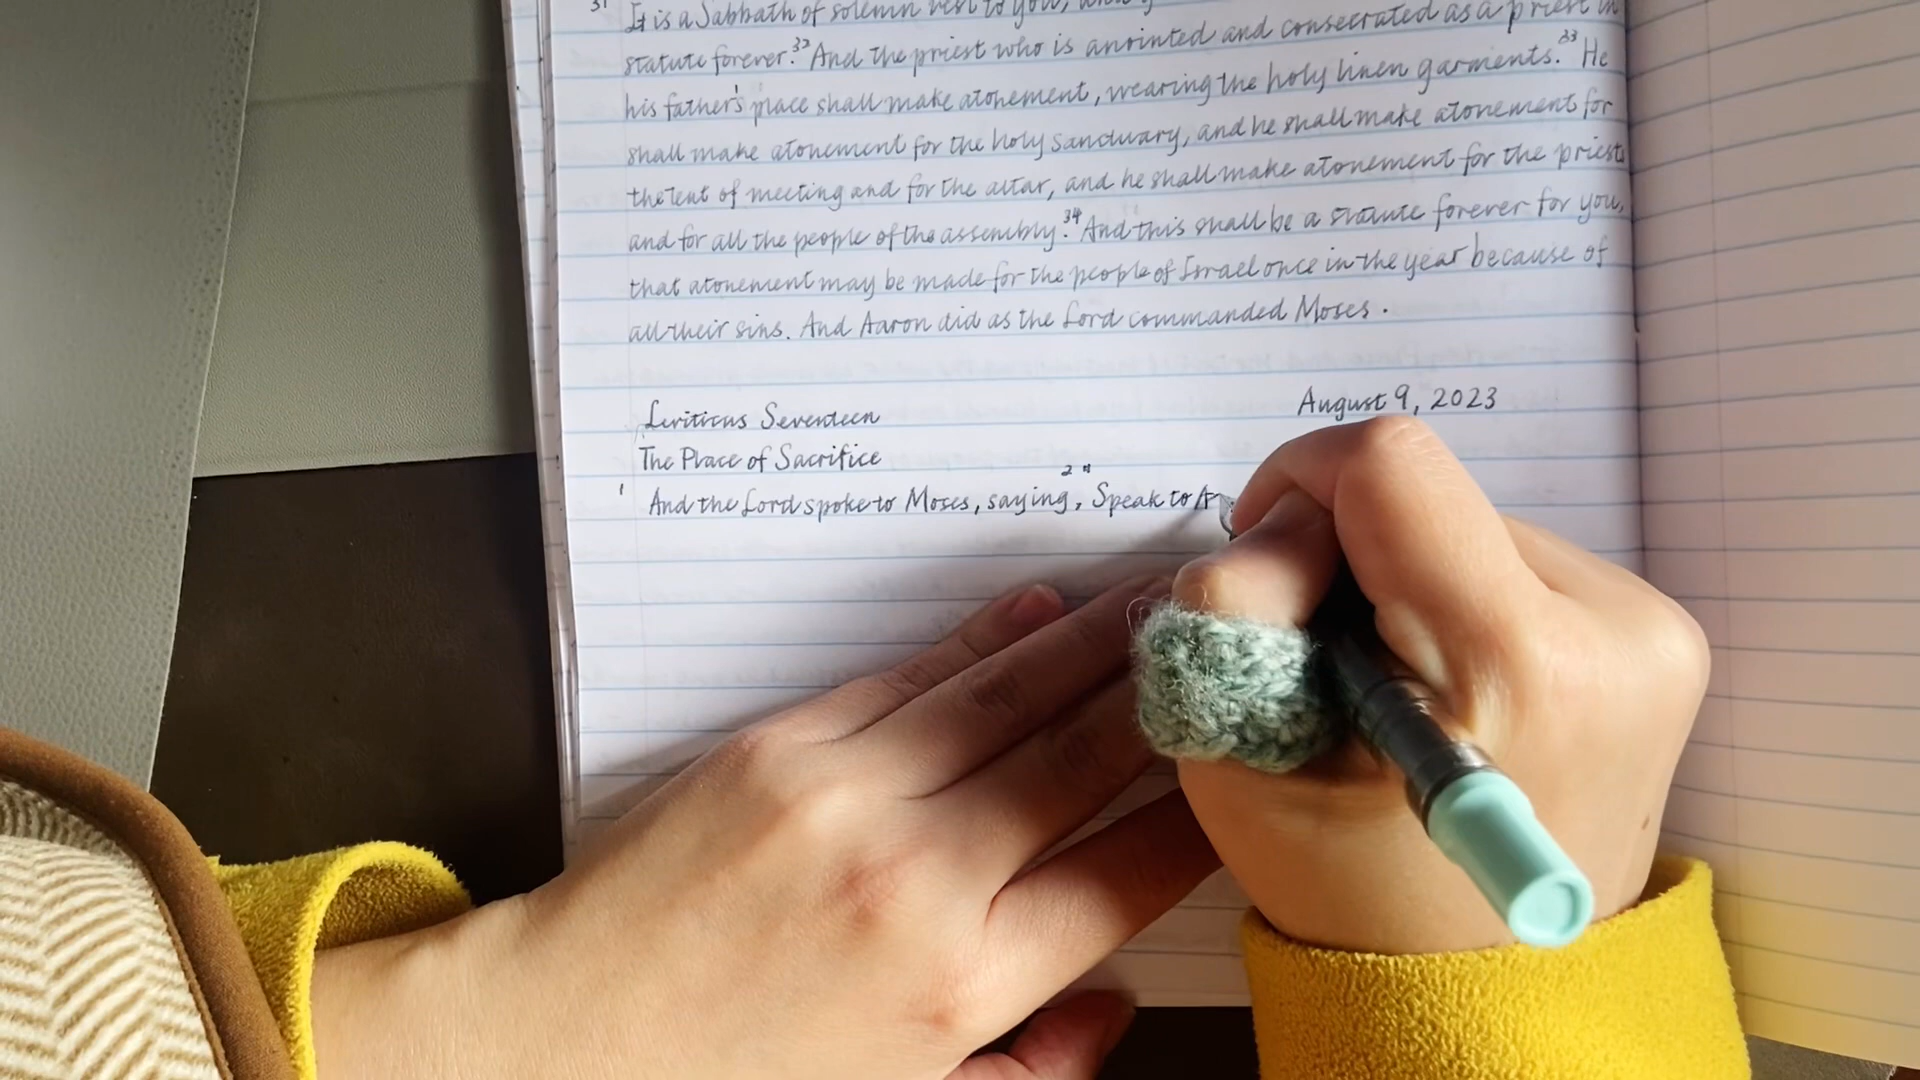 31 It is a Sabbath of solemn rest to you, and
statute forever. 32 And the priest who is anointed and consecrated as a priest in
his father's place shall make atonement, wearing the holy linen garments. 33 He
shall make atonement for the holy sanctuary, and he shall make atonement for
the tent of meeting and for the altar, and he shall make atonement for the priests
and for all the people of the assembly. 34 And this shall be a statute forever for you,
that atonement may be made for the people of Israel once in the year because of
all their sins. And Aaron did as the Lord commanded Moses.
August 9, 2023
Leviticus Seventeen
The Place of Sacrifice
1 And the Lord spoke to Moses, saying, 2 "Speak to A